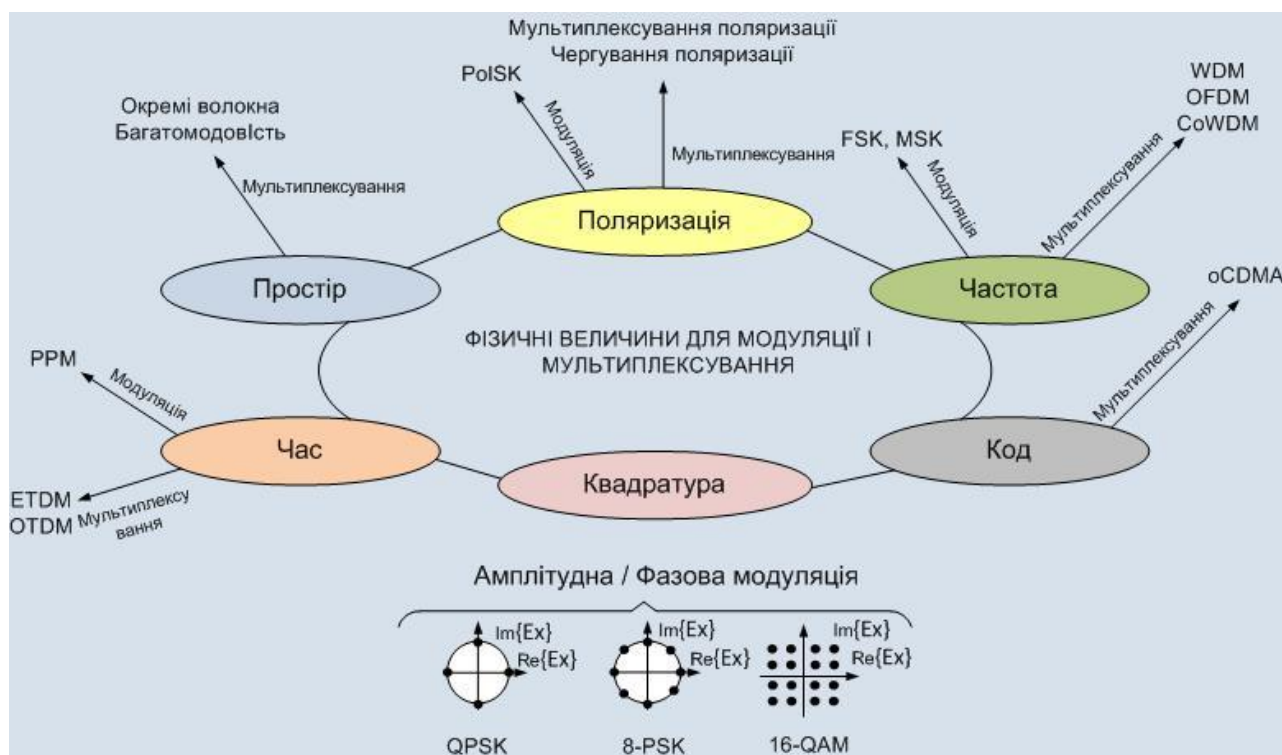 Мультиплексування поляризації
Чергування поляризації
PolSK
Модуляція
Мультиплексування
WDM
OFDM
CoWDM
FSK, MSK
Модуляція
Мультиплексування
Окремі волокна
Багатомодовість
Мультиплексування
Поляризація
Простір
Частота
oCDMA
Мультиплексування
ФІЗИЧНІ ВЕЛИЧИНИ ДЛЯ МОДУЛЯЦІЇ І
МУЛЬТИПЛЕКСУВАННЯ
PPM
Модуляція
Час
Код
Квадратура
ETDM
OTDM
Мультиплексу
вання
Амплітудна / Фазова модуляція
Im{Ex}
Re{Ex}
Im{Ex}
Re{Ex}
Im{Ex}
Re{Ex}
QPSK
8-PSK
16-QAM